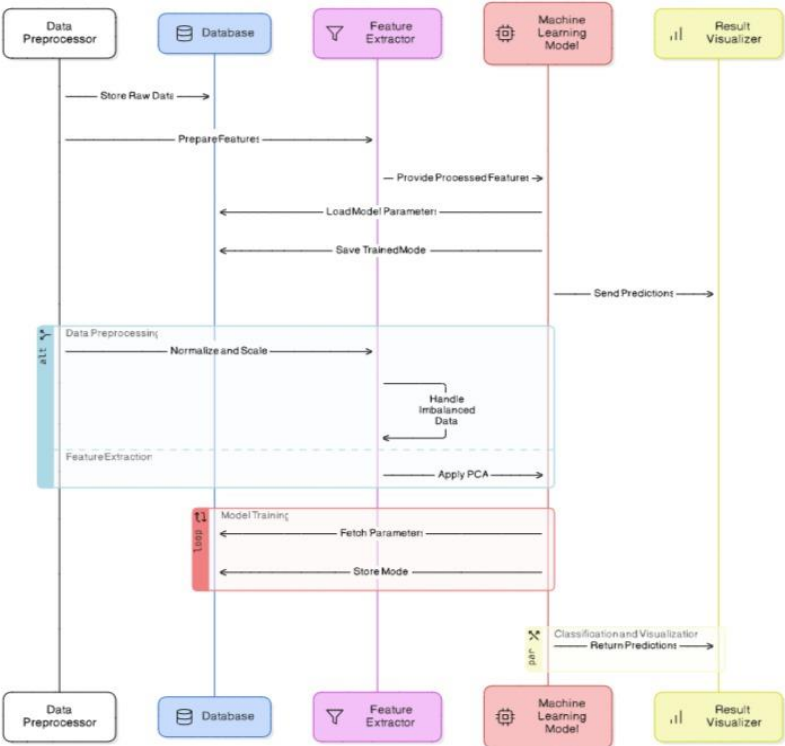 Data
Preprocessor
Database
Feature
Extractor
Machine
Learning
Model
Result
Visualizer
Store Raw Data
Prepare Features
Provide Processed Features
Load Model Parameters
Save Trained Mode
Send Predictions
alt
Data Preprocessing
Normalize and Scale
Handle
Imbalanced
Data
Feature Extraction
Apply PCA
loop
Model Training
Fetch Parameters
Store Mode
par
Classification and Visualization
Return Predictions
Data
Preprocessor
Database
Feature
Extractor
Machine
Learning
Model
Result
Visualizer